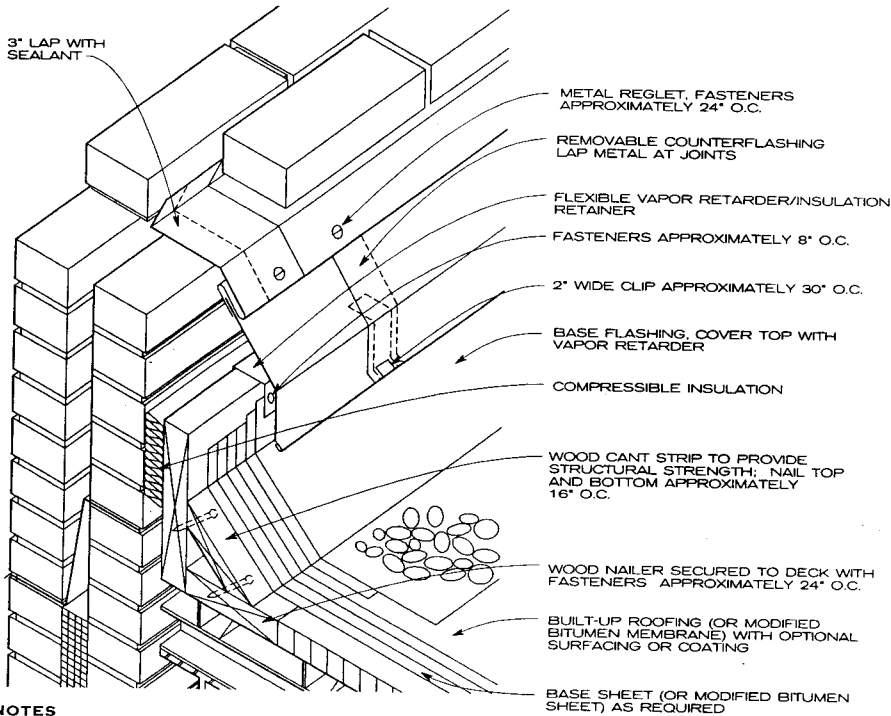 3" LAP WITH
SEALANT
METAL REGLET, FASTENERS
APPROXIMATELY 24" O.C.
REMOVABLE COUNTERFLASHING
LAP METAL AT JOINTS
FLEXIBLE VAPOR RETARDER/INSULATION
RETAINER
FASTENERS APPROXIMATELY 8" O.C.
2" WIDE CLIP APPROXIMATELY 30" O.C.
BASE FLASHING, COVER TOP WITH
VAPOR RETARDER
COMPRESSIBLE INSULATION
WOOD CANT STRIP TO PROVIDE
STRUCTURAL STRENGTH; NAIL TOP
AND BOTTOM APPROXIMATELY
16" O.C.
WOOD NAILER SECURED TO DECK WITH
FASTENERS APPROXIMATELY 24" O.C.
BUILT-UP ROOFING (OR MODIFIED
BITUMEN MEMBRANE) WITH OPTIONAL
SURFACING OR COATING
BASE SHEET (OR MODIFIED BITUMEN
SHEET) AS REQUIRED
NOTES